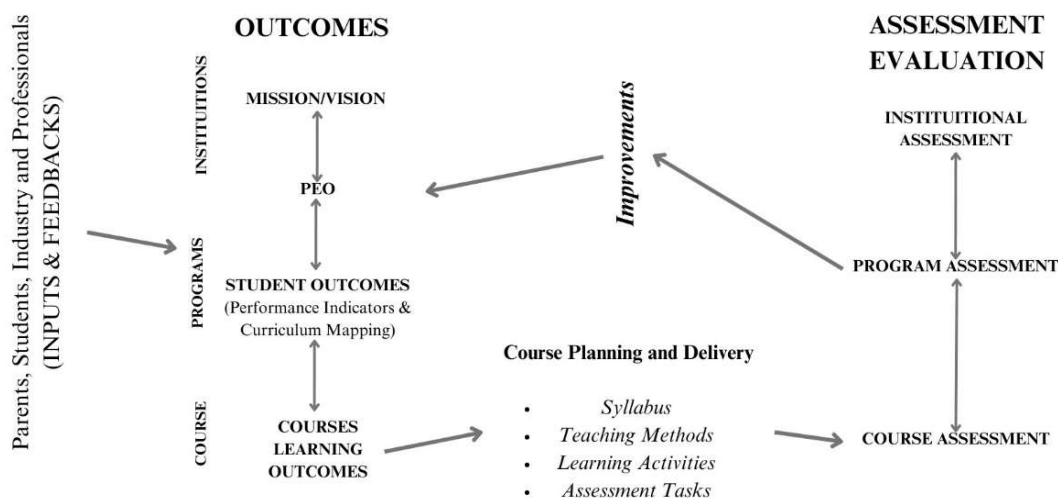 Parents, Students, Industry and Professionals
(INPUTS & FEEDBACKS)
INSTITUTIONS
PROGRAMS
COURSE
OUTCOMES
MISSION/VISION
PEO
STUDENT OUTCOMES
(Performance Indicators &
Curriculum Mapping)
COURSES
LEARNING
OUTCOMES
Improvements
Course Planning and Delivery
• Syllabus
• Teaching Methods
• Learning Activities
• Assessment Tasks
ASSESSMENT
EVALUATION
INSTITUITIONAL
ASSESSMENT
PROGRAM ASSESSMENT
COURSE ASSESSMENT